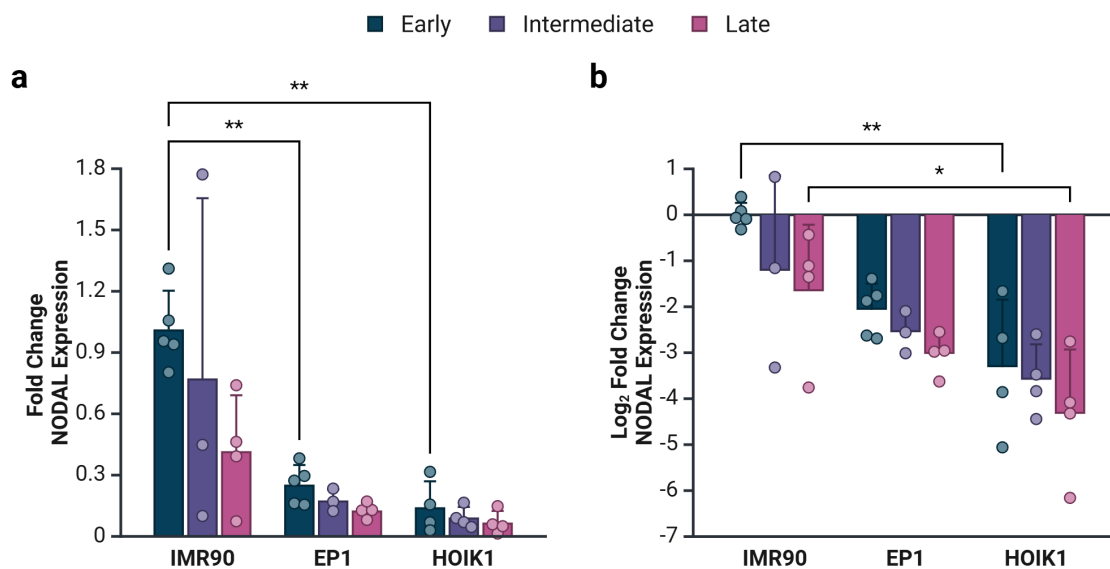 Early Intermediate Late
a
b
**
**
Fold Change
NODAL Expression
1.8
1.5
1.2
0.9
0.6
0.3
0
IMR90 EP1 HOIK1
**
*
Log₂ Fold Change
NODAL Expression
1
0
-1
-2
-3
-4
-5
-6
-7
IMR90 EP1 HOIK1